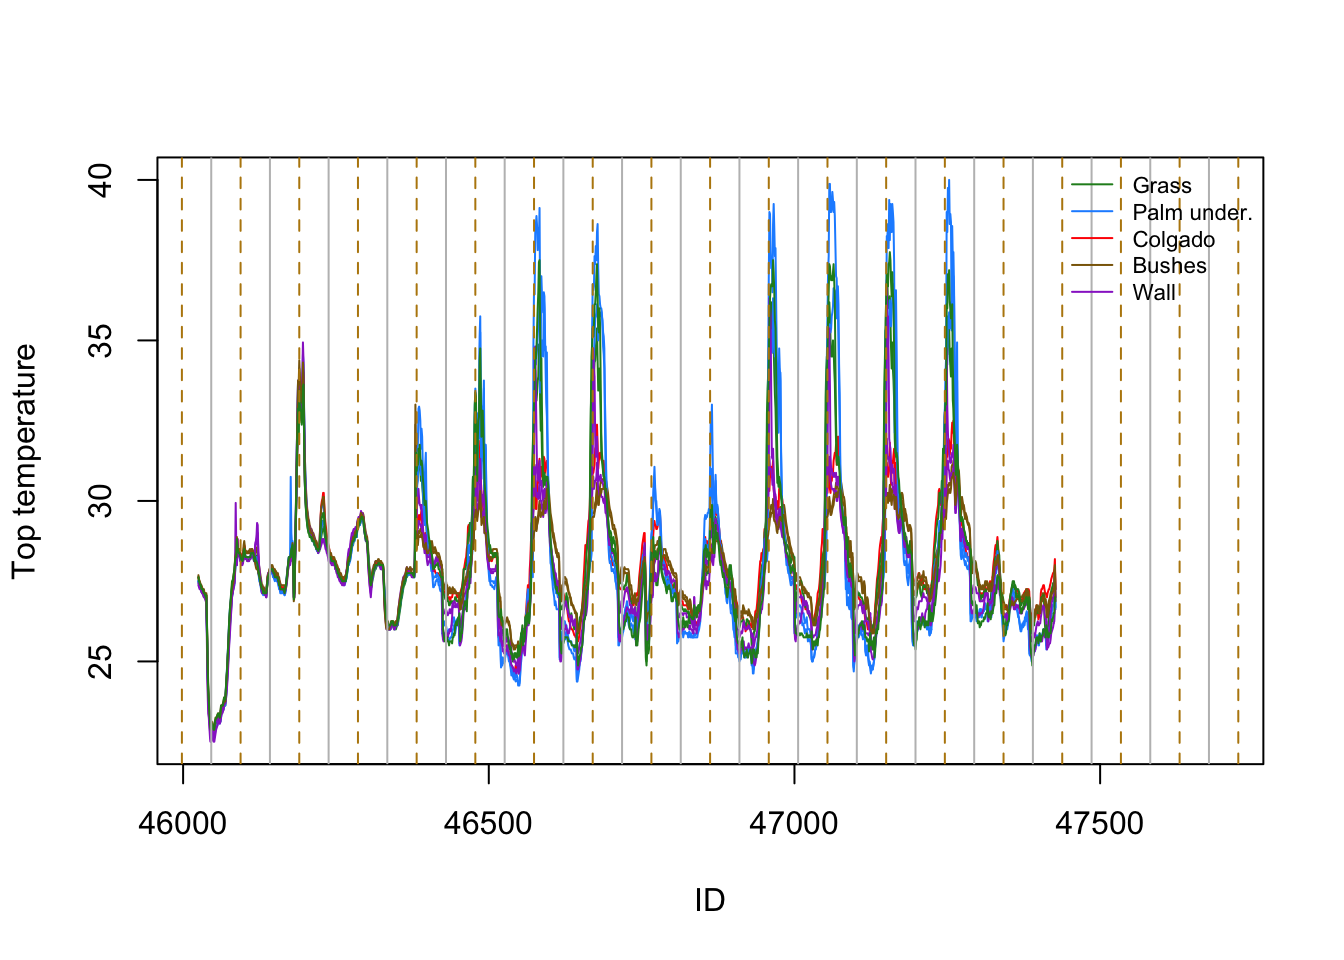 Top temperature
40
35
30
25
Grass
Palm under.
Colgado
Bushes
Wall
46000 46500 47000 47500
ID